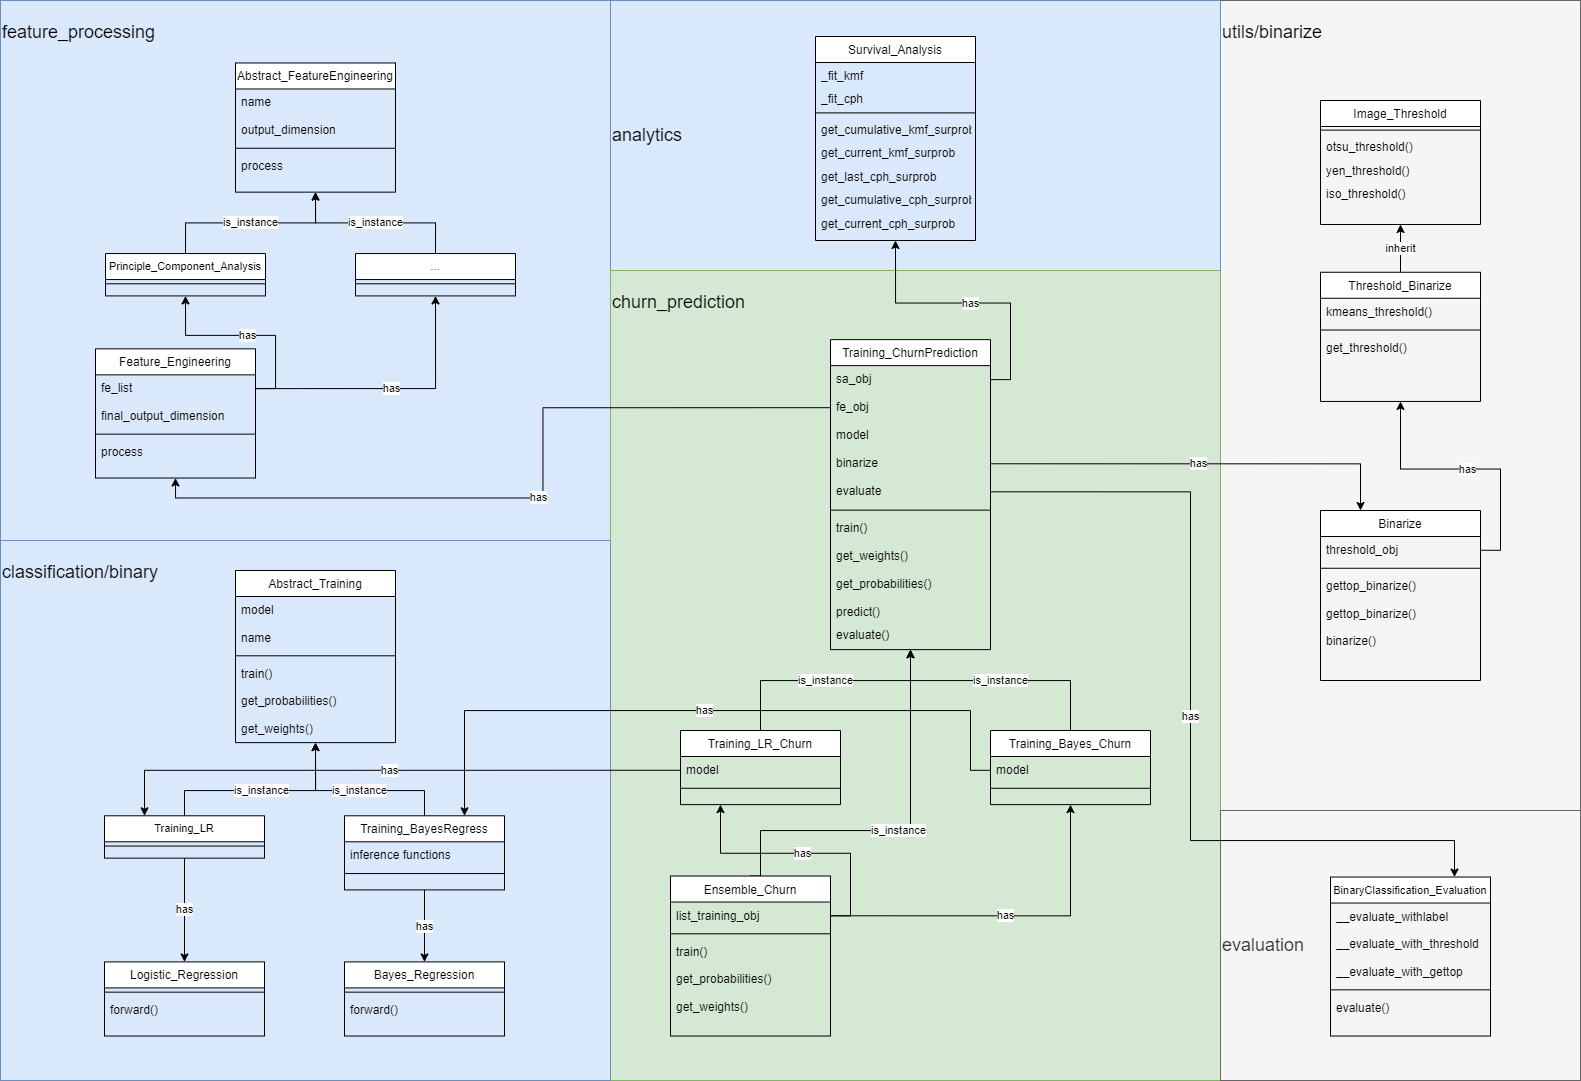 feature_processing
Abstract_FeatureEngineering
name
output_dimension
process
is_instance
is_instance
Principle_Component_Analysis
...
has
Feature_Engineering
fe_list
final_output_dimension
process
has
has
analytics
Survival_Analysis
_fit_kmf
_fit_cph
get_cumulative_kmf_surprob
get_current_kmf_surprob
get_last_cph_surprob
get_cumulative_cph_surprob
get_current_cph_surprob
churn_prediction
has
Training_ChurnPrediction
sa_obj
fe_obj
model
binarize
evaluate
train()
get_weights()
get_probabilities()
predict()
evaluate()
is_instance
is_instance
has
Training_LR_Churn
model
Training_Bayes_Churn
model
is_instance
has
Ensemble_Churn
list_training_obj
train()
get_probabilities()
get_weights()
has
classification/binary
Abstract_Training
model
name
train()
get_probabilities()
get_weights()
has
is_instance
is_instance
Training_LR
Training_BayesRegress
inference functions
has
has
Logistic_Regression
forward()
Bayes_Regression
forward()
utils/binarize
Image_Threshold
otsu_threshold()
yen_threshold()
iso_threshold()
inherit
Threshold_Binarize
kmeans_threshold()
get_threshold()
has
has
Binarize
threshold_obj
gettop_binarize()
gettop_binarize()
binarize()
has
evaluation
BinaryClassification_Evaluation
__evaluate_withlabel
__evaluate_with_threshold
__evaluate_with_gettop
evaluate()